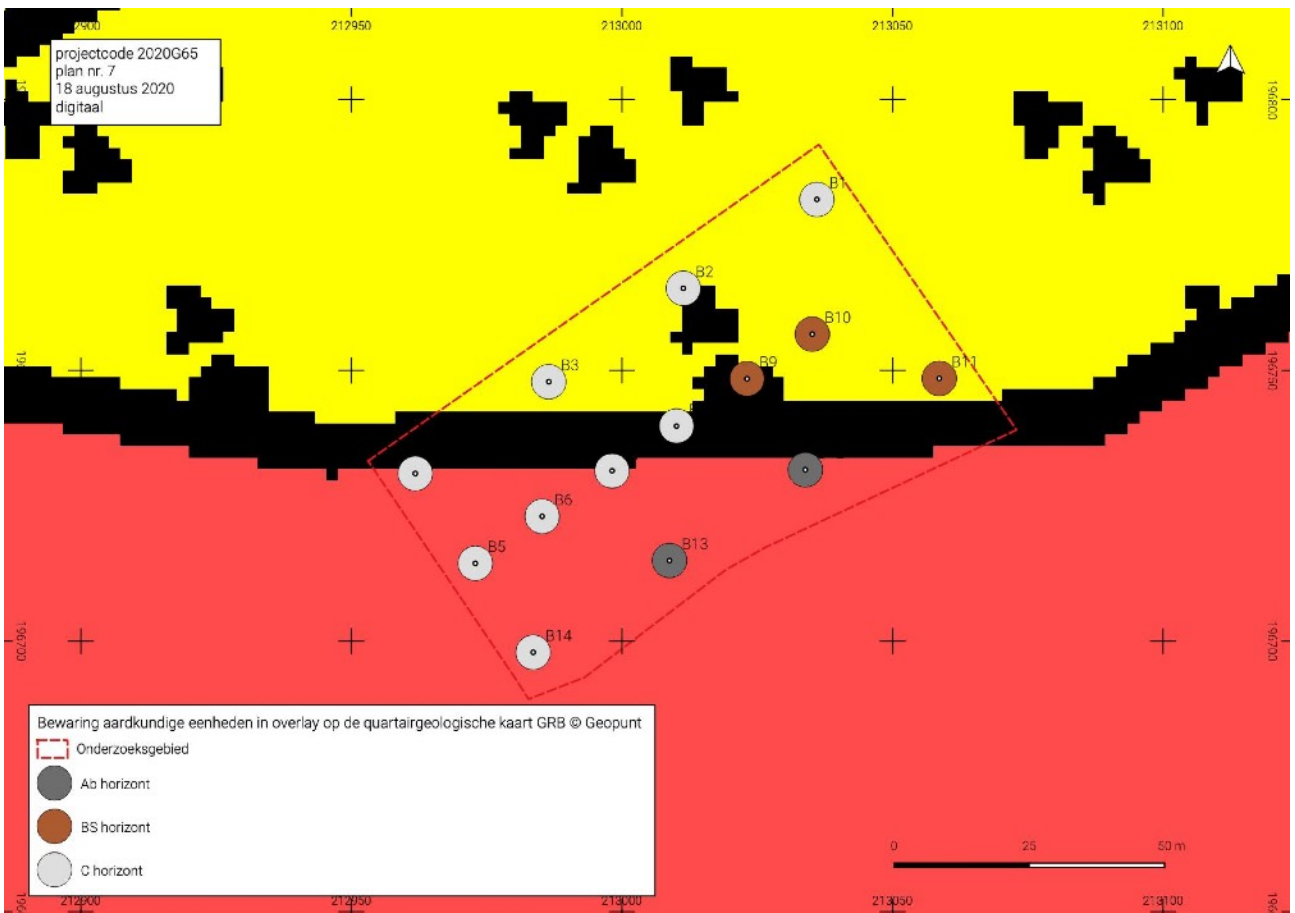 212950
213000
213050
213100
projectcode 2020G65
plan nr. 7
18 augustus 2020
digitaal
196800
B1
B2
B10
B3
B9
B11
B6
B5
B13
196700
196700
B14
Bewaring aardkundige eenheden in overlay op de quartairgeologische kaart GRB © Geopunt
Onderzoeksgebied
Ab horizont
BS horizont
C horizont
0 25 50 m
212900
212950
213000
213050
213100